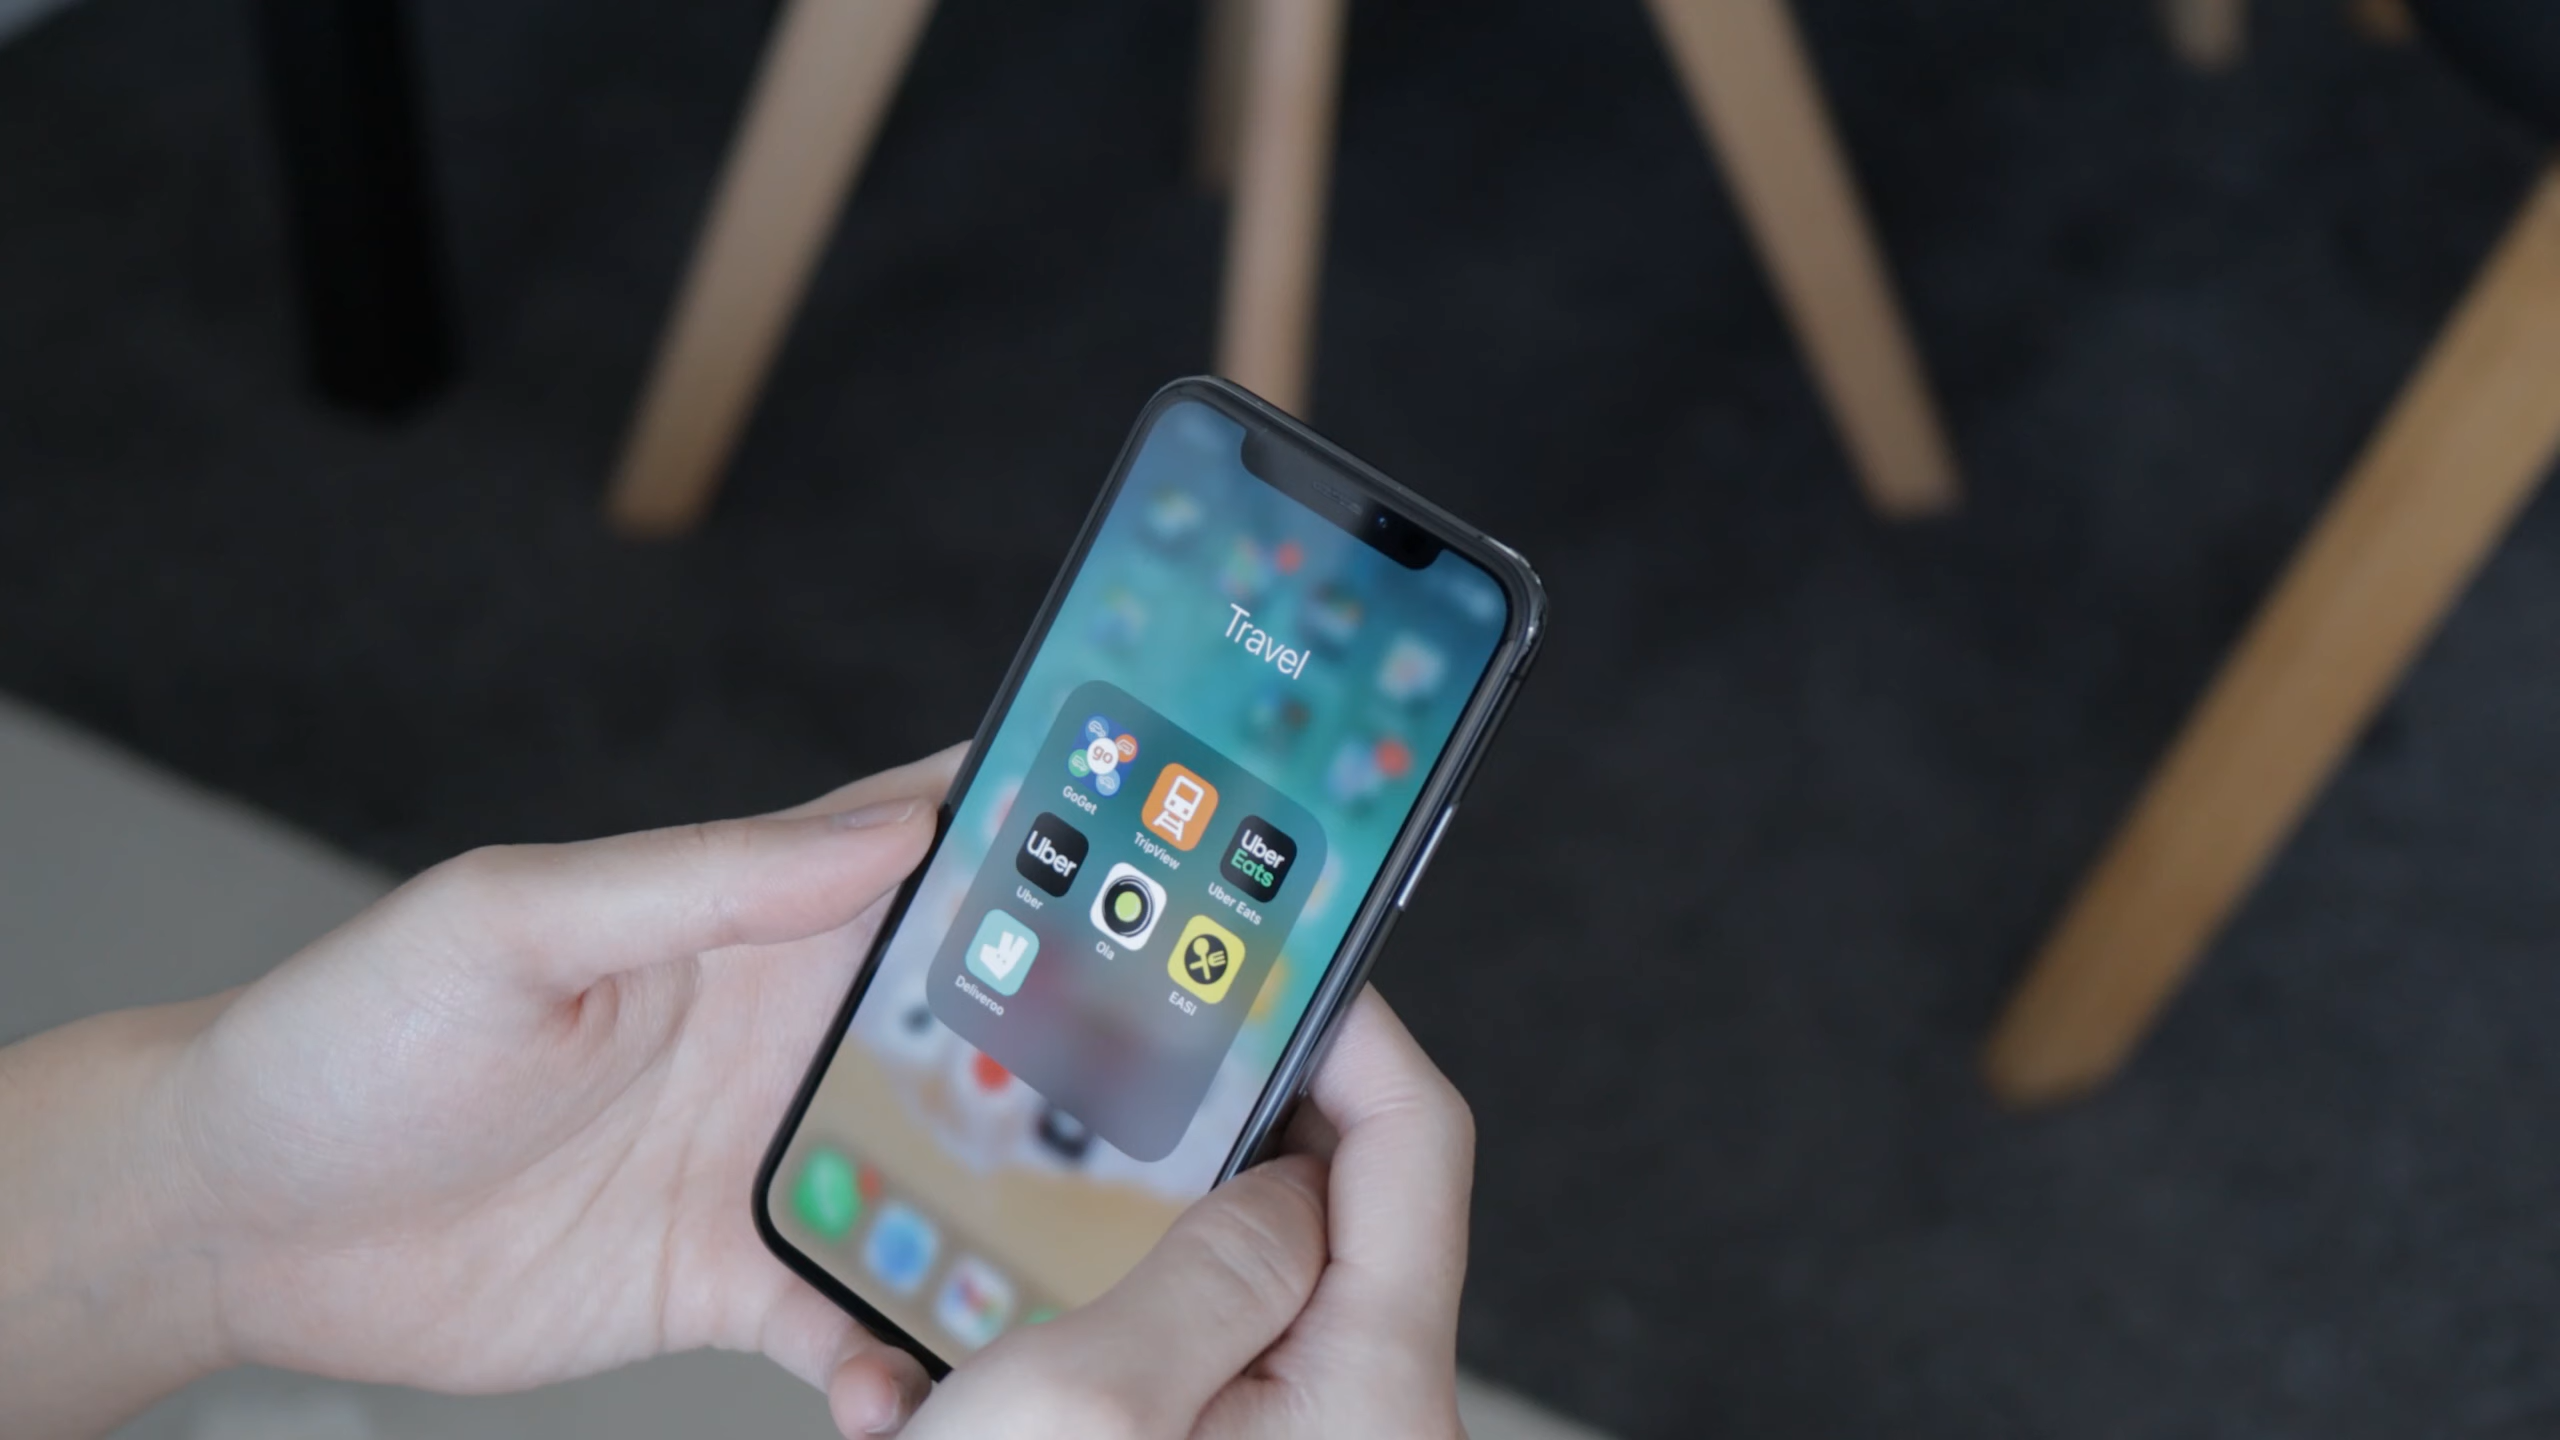 Travel
go
GoGet
TripView
Uber
Eats
Uber Eats
Uber
Uber
Ola
EASI
Deliveroo